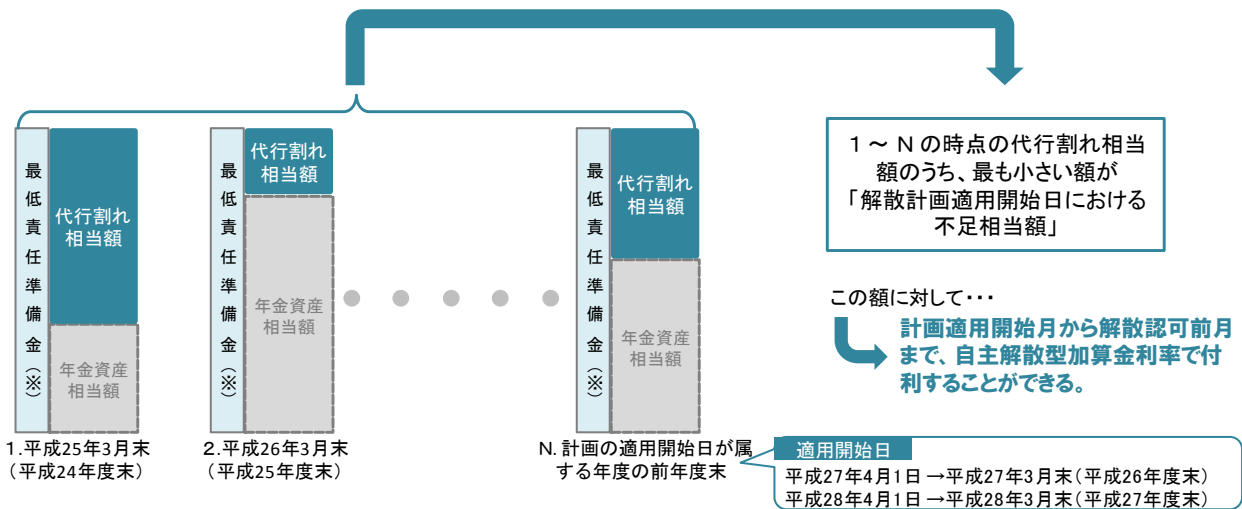 最低責任準備金(※)
代行割れ
相当額
年金資産
相当額
1.平成25年3月末
(平成24年度末)
最低責任準備金(※)
代行割れ
相当額
年金資産
相当額
2.平成26年3月末
(平成25年度末)
最低責任準備金(※)
代行割れ
相当額
年金資産
相当額
N.計画の適用開始日が属
する年度の前年度末
1~Nの時点の代行割れ相当
額のうち、最も小さい額が
「解散計画適用開始日における
不足相当額」
この額に対して・・・
計画適用開始月から解散認可前月
まで、自主解散型加算金利率で付
利することができる。
適用開始日
平成27年4月1日→平成27年3月末(平成26年度末)
平成28年4月1日→平成28年3月末(平成27年度末)